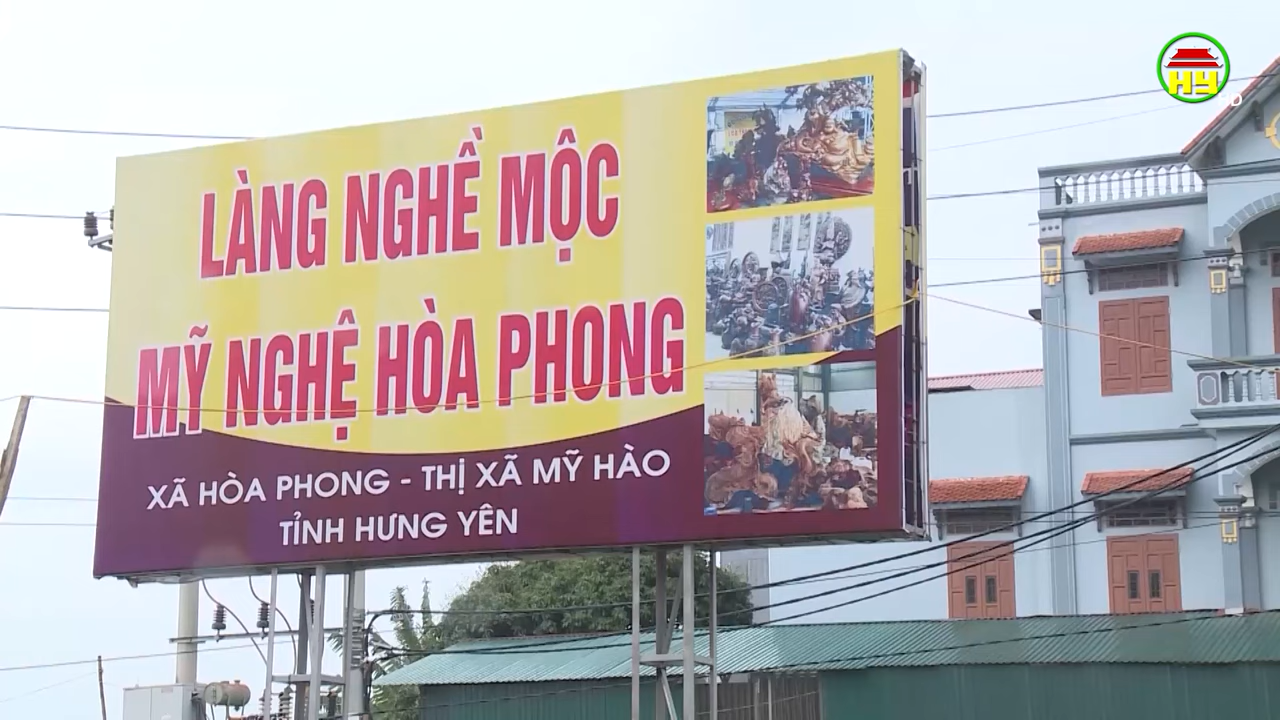 LÀNG NGHỀ MỘC
MỸ NGHỆ HÒA PHONG
XÃ HÒA PHONG - THỊ XÃ MỸ HÀO
TỈNH HƯNG YÊN
HY